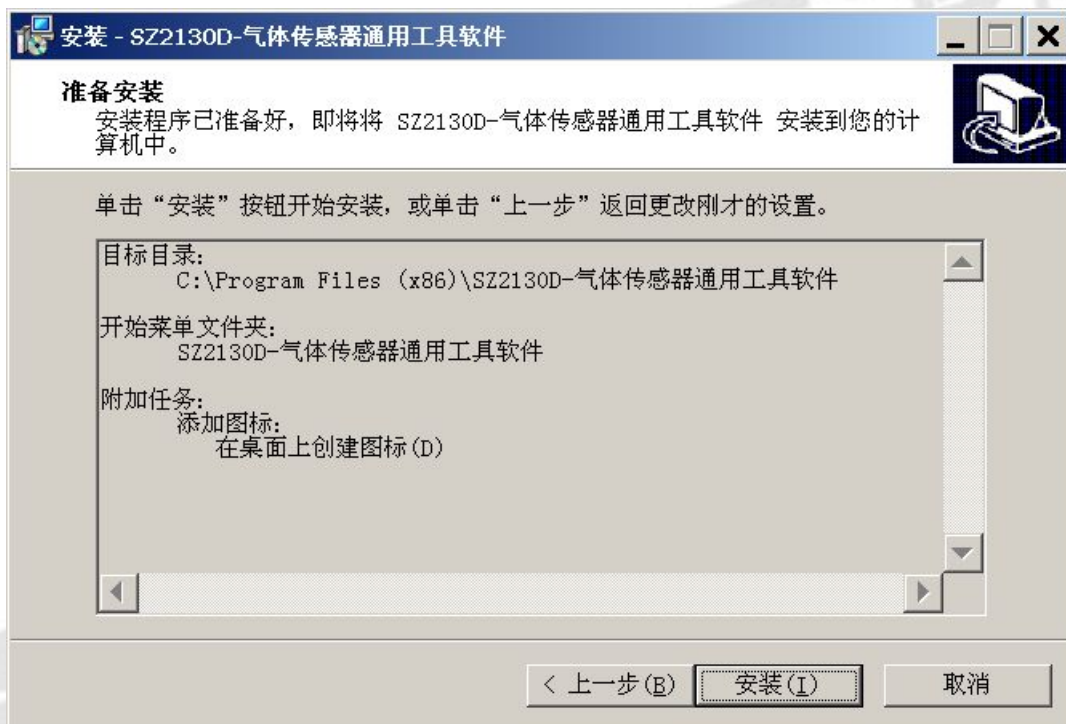 安装 - SZ2130D-气体传感器通用工具软件
准备安装
安装程序已准备好，即将将 SZ2130D-气体传感器通用工具软件 安装到您的计
算机中。
单击“安装”按钮开始安装，或单击“上一步”返回更改刚才的设置。
目标目录:
C:\Program Files (x86)\SZ2130D-气体传感器通用工具软件
开始菜单文件夹:
SZ2130D-气体传感器通用工具软件
附加任务:
添加图标:
在桌面上创建图标(D)
< 上一步(B) 安装(I) 取消